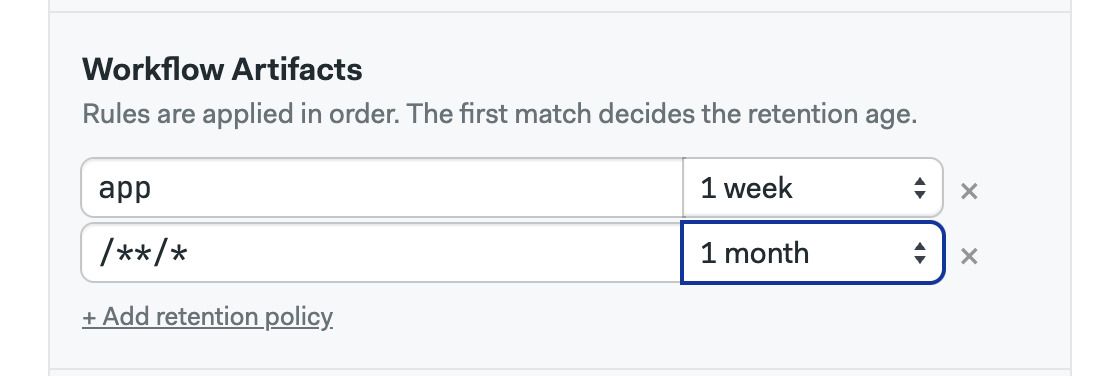 Workflow Artifacts
Rules are applied in order. The first match decides the retention age.
app 1 week ×
/**/* 1 month ×
+ Add retention policy